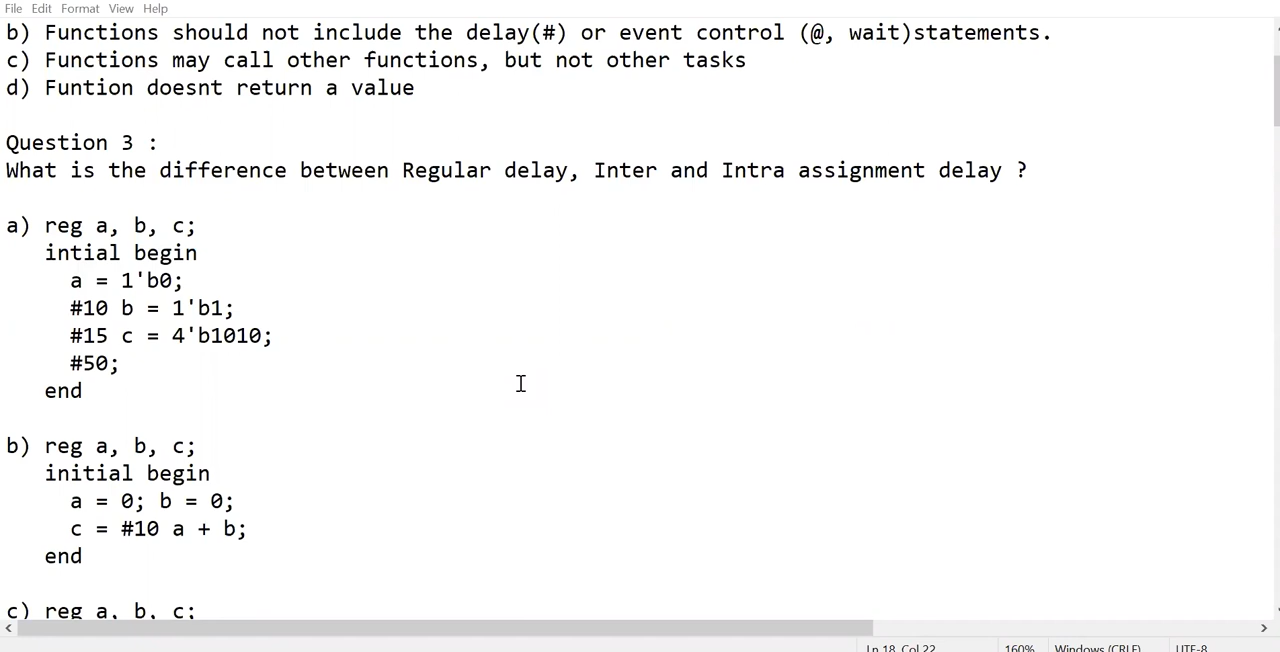 File Edit Format View Help
b) Functions should not include the delay(#) or event control (@, wait)statements.
c) Functions may call other functions, but not other tasks
d) Funtion doesnt return a value
Question 3 :
What is the difference between Regular delay, Inter and Intra assignment delay ?
a) reg a, b, c;
intial begin
a = 1'b0;
#10 b = 1'b1;
#15 c = 4'b1010;
#50;
end
b) reg a, b, c;
initial begin
a = 0; b = 0;
c = #10 a + b;
end
c) reg a, b, c;
Ln 18, Col 22 160% Windows (CRLF) UTF-8